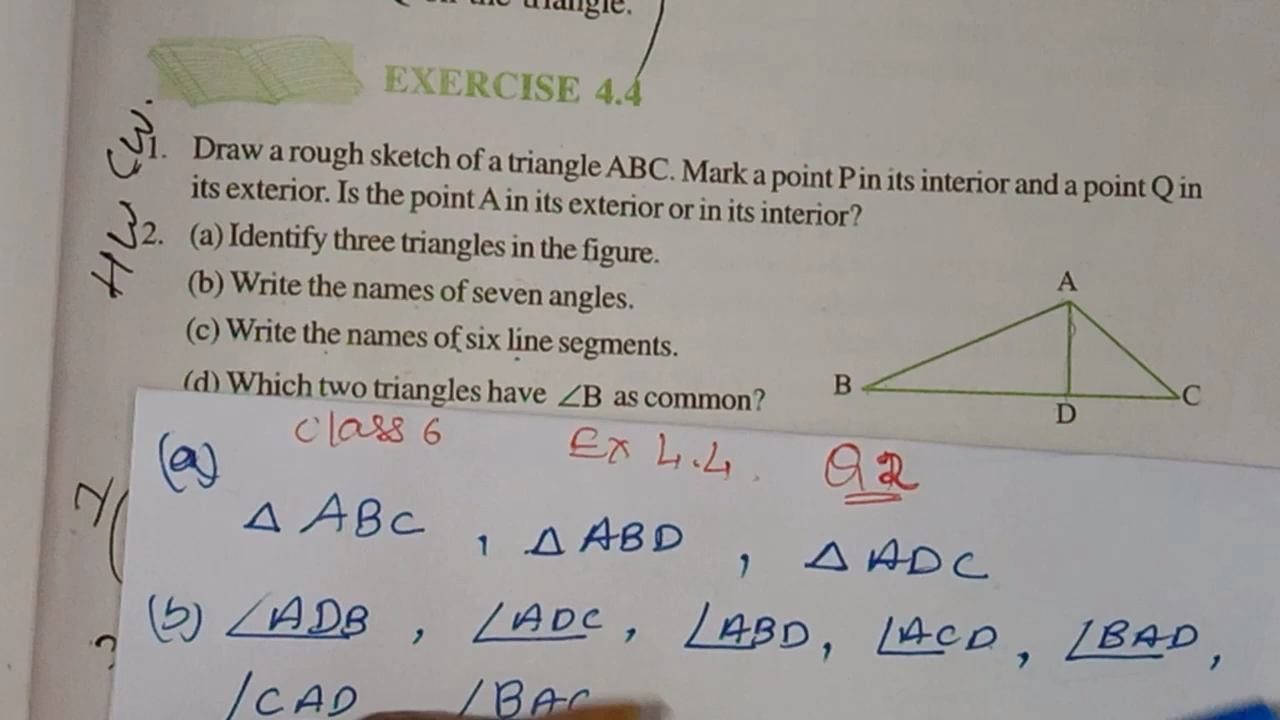 the triangle.
EXERCISE 4.4
CW.
1. Draw a rough sketch of a triangle ABC. Mark a point P in its interior and a point Q in
its exterior. Is the point A in its exterior or in its interior?
HW
2. (a) Identify three triangles in the figure.
(b) Write the names of seven angles.
(c) Write the names of six line segments.
(d) Which two triangles have ∠B as common?
A
B
C
D
Class 6 Ex 4.4. Q2
(a)
△ ABC, △ ABD, △ ADC
(b) ∠ADB, ∠ADC, ∠ABD, ∠ACD, ∠BAD,
∠CAD ∠BAC